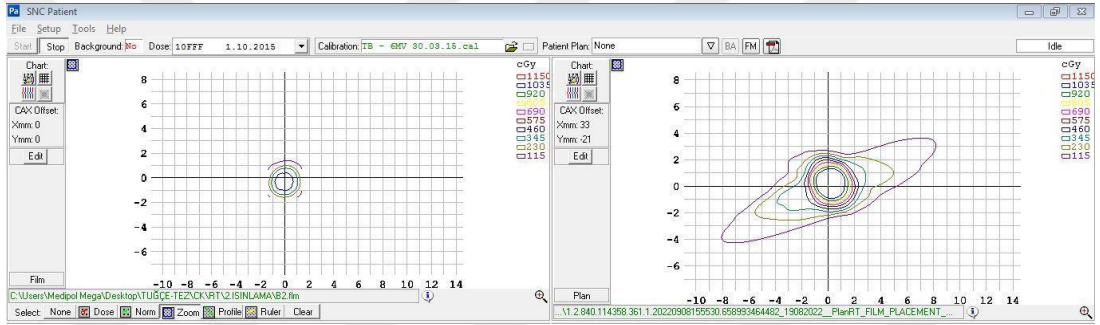 SNC Patient
File Setup Tools Help
Start Stop Background: No Dose: 10FFF 1.10.2015 Calibration: TB - 6MV 30.03.15.cal Patient Plan: None BA FM Idle
Chart:
CAX Offset:
Xmm: 0
Ymm: 0
Edit
8
6
4
2
0
-2
-4
-6
-10 -8 -6 -4 -2 0 2 4 6 8 10 12 14
cGy
1150
1035
920
690
575
460
345
230
115
Film
C:\Users\Medipol Mega\Desktop\TUĞÇE-TEZ\CK\RT\2.ISINLAMA\B2.flm
Select: None Dose Norm Zoom Profile Ruler Clear
Chart:
CAX Offset:
Xmm: 33
Ymm: -21
Edit
8
6
4
2
0
-2
-4
-6
-10 -8 -6 -4 -2 0 2 4 6 8 10 12 14
cGy
1150
1035
920
690
575
460
345
230
115
Plan
...\1.2.840.114358.361.1.20220908155530.658993464482_19082022__PlanRT_FILM_PLACEMENT_...